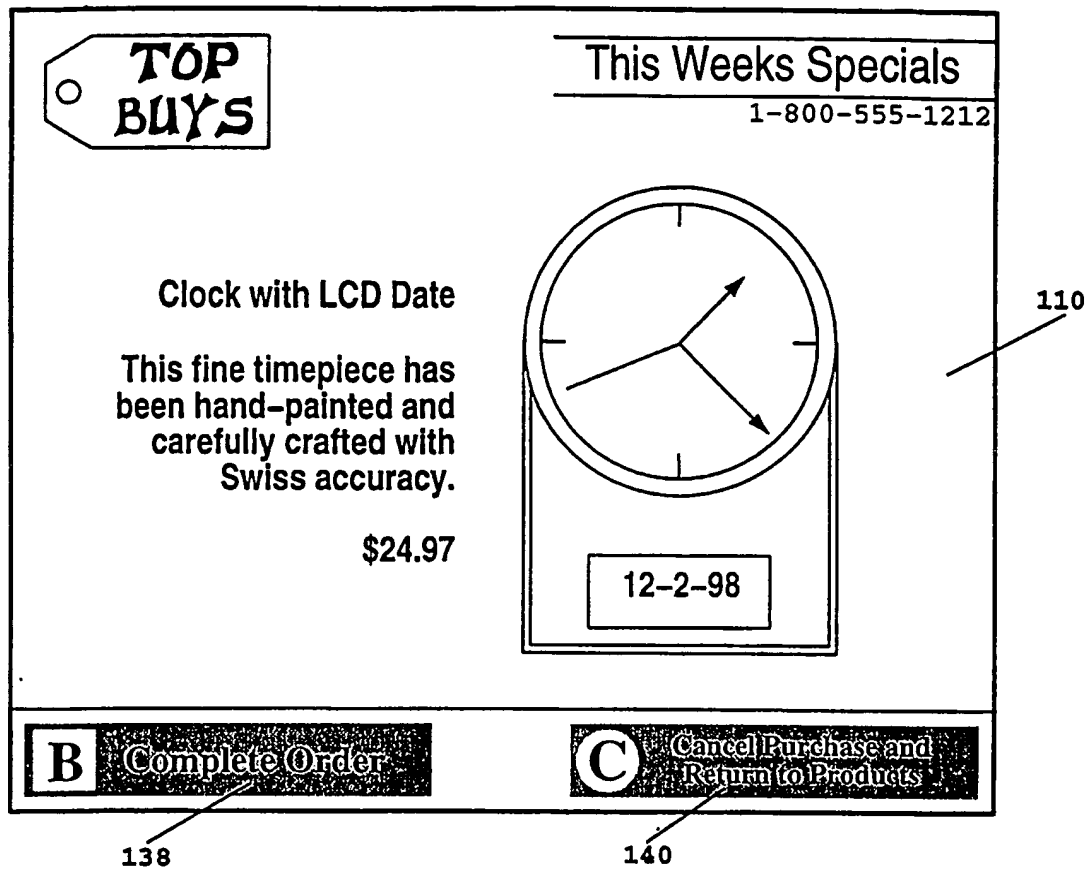 TOP
BUYS
This Weeks Specials
1-800-555-1212
Clock with LCD Date
This fine timepiece has
been hand-painted and
carefully crafted with
Swiss accuracy.
$24.97
12-2-98
110
B Complete Order
C Cancel Purchase and
Return to Products
138
140